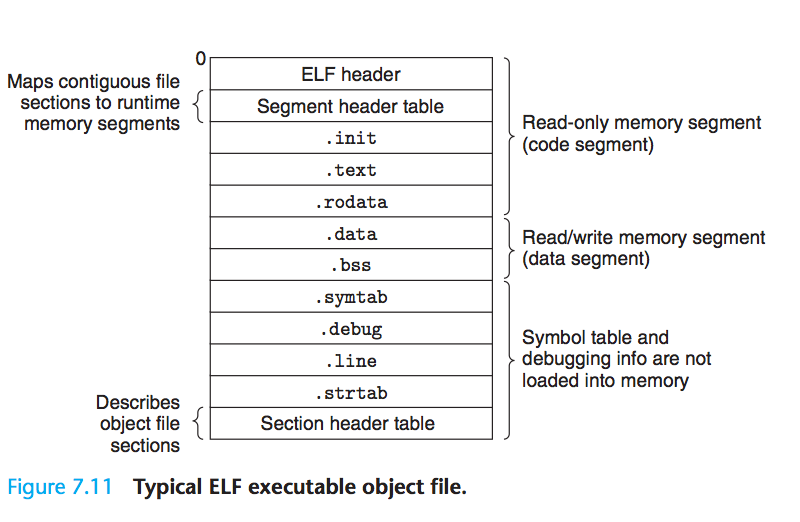 0
ELF header
Maps contiguous file
sections to runtime
memory segments
Segment header table
.init
.text
.rodata
Read-only memory segment
(code segment)
.data
.bss
Read/write memory segment
(data segment)
.symtab
.debug
.line
.strtab
Symbol table and
debugging info are not
loaded into memory
Describes
object file
sections
Section header table
Figure 7.11 Typical ELF executable object file.